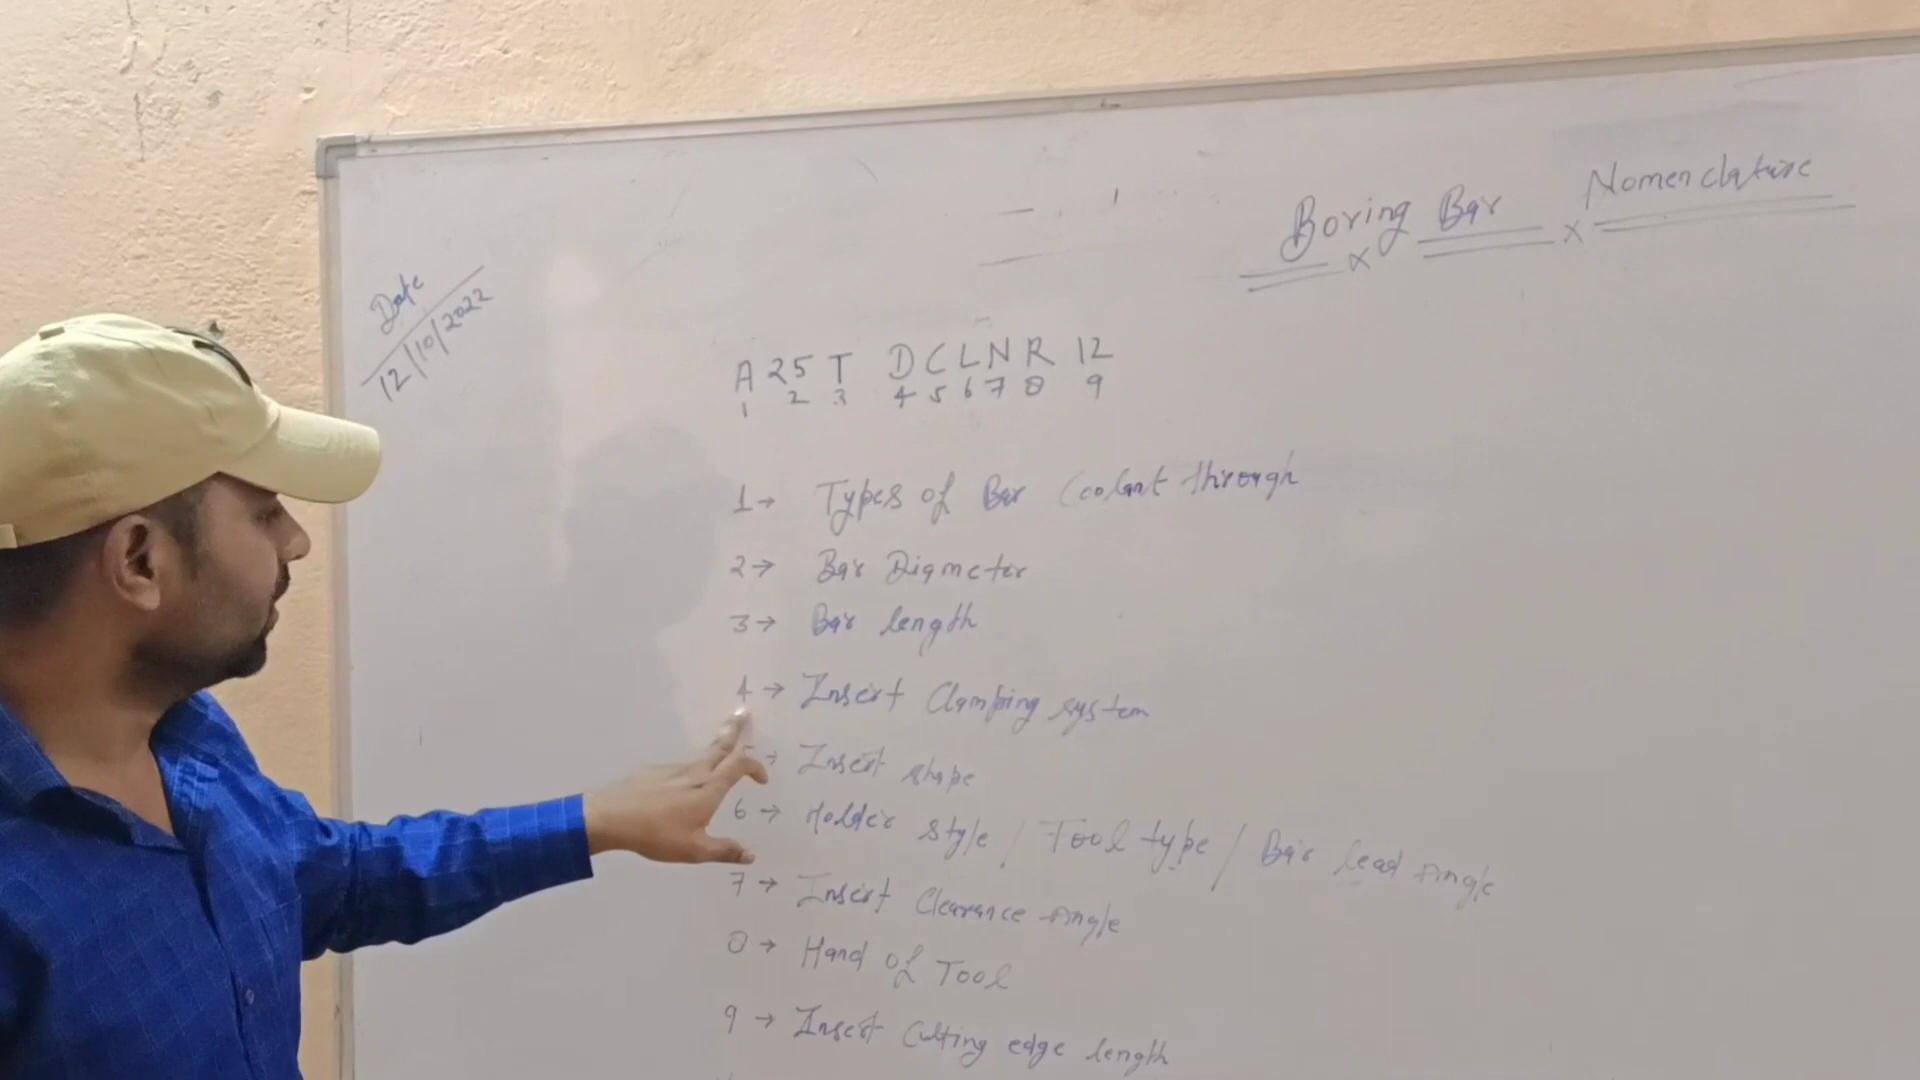 Boring Bar Nomenclature
Date
12/10/2022
A 25 T D C L N R 12
1 2 3 4 5 6 7 8 9
1 → Types of Bar (coolant through
2 → Bar Diameter
3 → Bar length
4 → Insert Clamping system
5 → Insert shape
6 → Holder style / Tool type / Bar lead Angle
7 → Insert Clearance Angle
8 → Hand of Tool
9 → Insert Cutting edge length